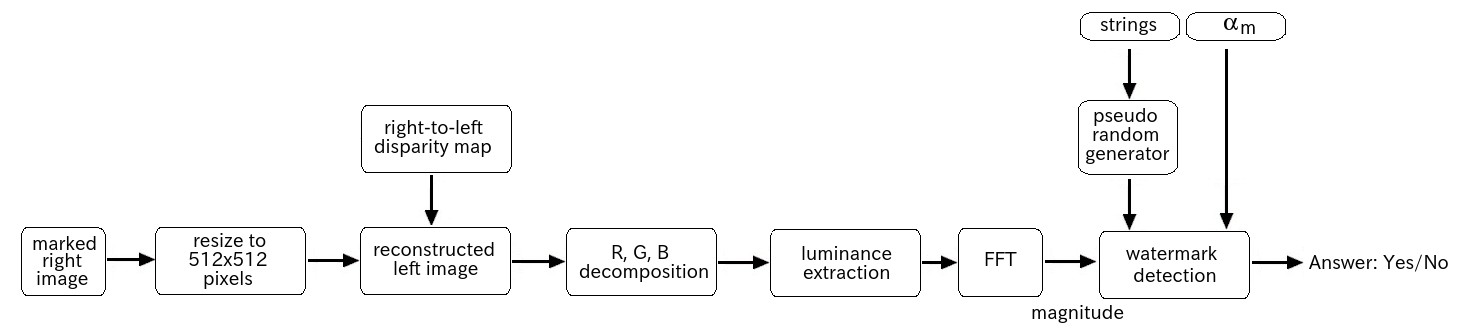 strings
αm
pseudo
random
generator
right-to-left
disparity map
marked
right
image
resize to
512x512
pixels
reconstructed
left image
R, G, B
decomposition
luminance
extraction
FFT
magnitude
watermark
detection
Answer: Yes/No